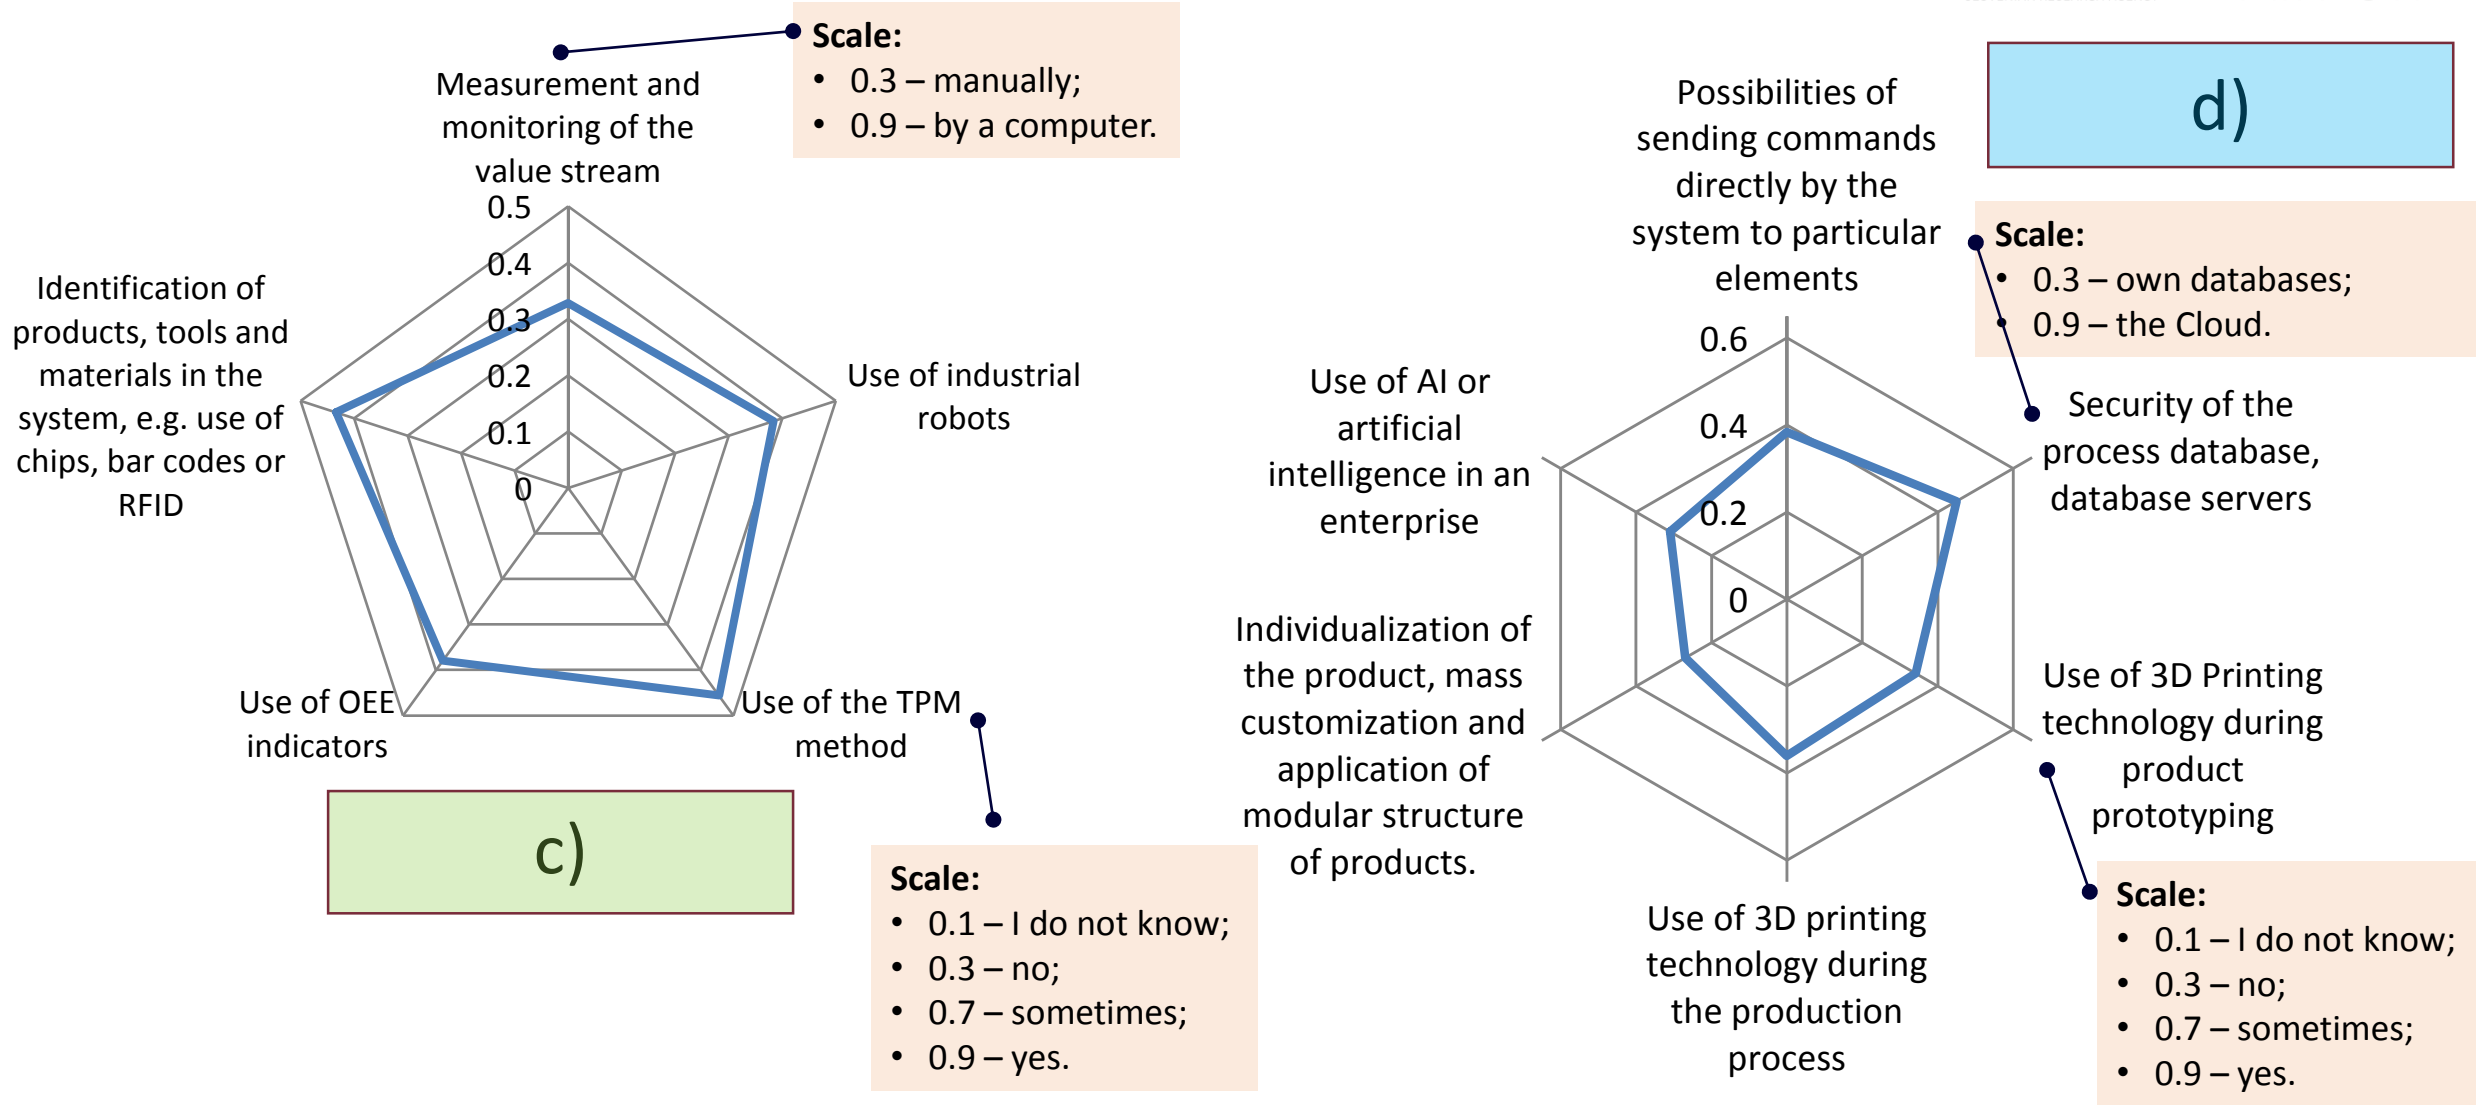 Scale:
• 0.3 – manually;
• 0.9 – by a computer.
Measurement and
monitoring of the
value stream
0.5
0.4
0.3
0.2
0.1
0
Identification of
products, tools and
materials in the
system, e.g. use of
chips, bar codes or
RFID
Use of industrial
robots
Use of OEE
indicators
Use of the TPM
method
c)
Scale:
• 0.1 – I do not know;
• 0.3 – no;
• 0.7 – sometimes;
• 0.9 – yes.
d)
Possibilities of
sending commands
directly by the
system to particular
elements
Scale:
• 0.3 – own databases;
• 0.9 – the Cloud.
0.6
0.4
0.2
0
Use of AI or
artificial
intelligence in an
enterprise
Security of the
process database,
database servers
Individualization of
the product, mass
customization and
application of
modular structure
of products.
Use of 3D Printing
technology during
product
prototyping
Use of 3D printing
technology during
the production
process
Scale:
• 0.1 – I do not know;
• 0.3 – no;
• 0.7 – sometimes;
• 0.9 – yes.